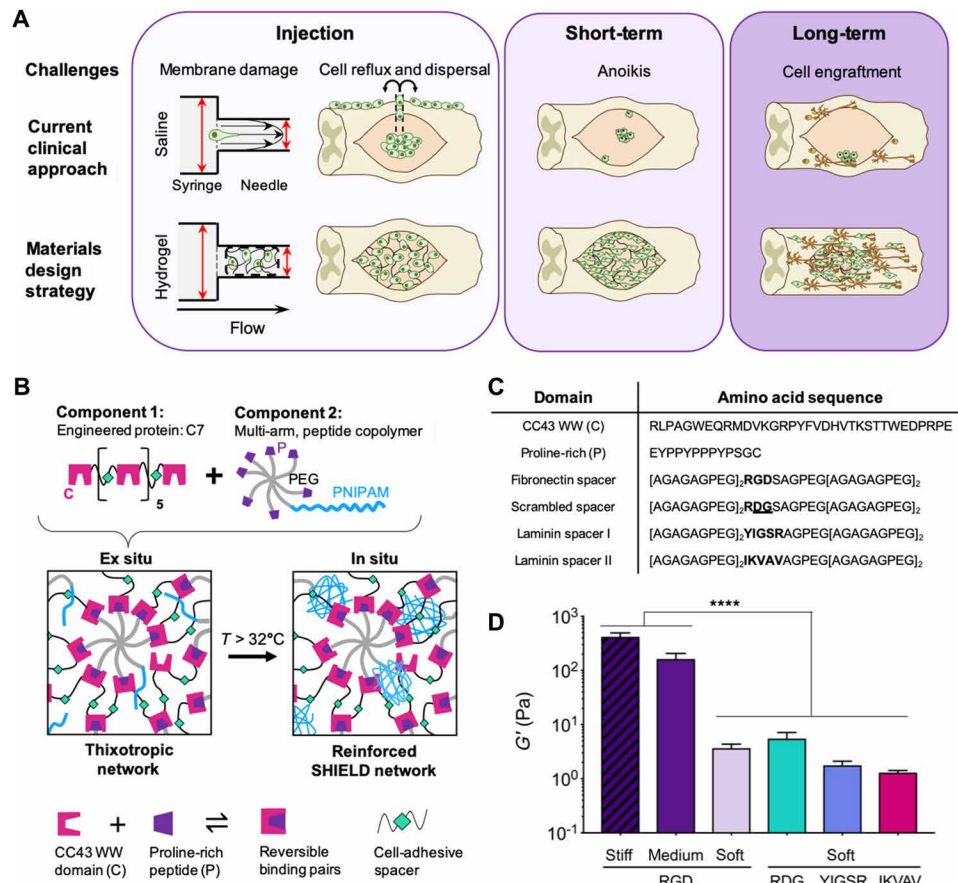 A
Injection
Short-term
Long-term
Challenges
Membrane damage
Cell reflux and dispersal
Anoikis
Cell engraftment
Current
clinical
approach
Saline
Syringe
Needle
Materials
design
strategy
Hydrogel
Flow
B
Component 1:
Engineered protein: C7
C
5
+
Component 2:
Multi-arm, peptide copolymer
P
PEG
PNIPAM
Ex situ
In situ
T > 32°C
Thixotropic
network
Reinforced
SHIELD network
+
⇌
CC43 WW
domain (C)
Proline-rich
peptide (P)
Reversible
binding pairs
Cell-adhesive
spacer
C
Domain Amino acid sequence
CC43 WW (C) RLPAGWEQRMDVKGRPYFVDHVTKSTTWEDPRPE
Proline-rich (P) EYPPYPPPYPSGC
Fibronectin spacer [AGAGAGPEG]₂RGDSAGPEG[AGAGAGPEG]₂
Scrambled spacer [AGAGAGPEG]₂RDGSAGPEG[AGAGAGPEG]₂
Laminin spacer I [AGAGAGPEG]₂YIGSRAGPEG[AGAGAGPEG]₂
Laminin spacer II [AGAGAGPEG]₂IKVAVAGPEG[AGAGAGPEG]₂
D
****
G′ (Pa)
10³
10²
10¹
10⁰
10⁻¹
Stiff Medium Soft Soft
RGD RDG YIGSR IKVAV